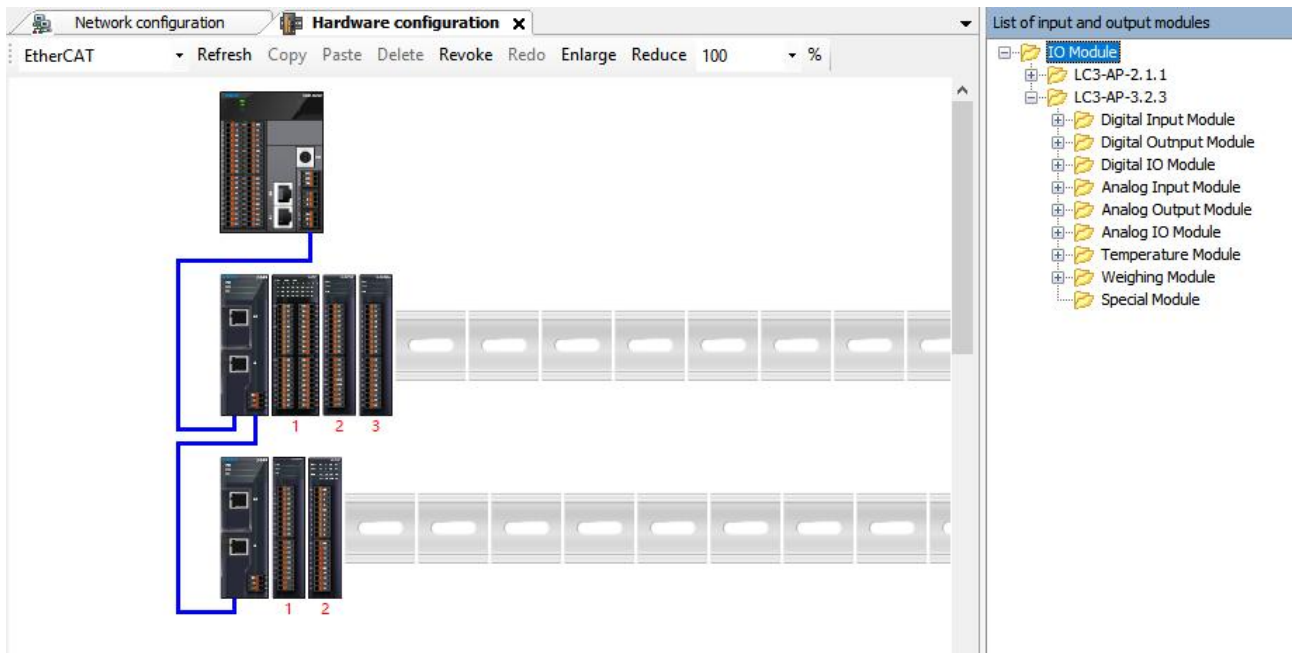 Network configuration Hardware configuration x
EtherCAT Refresh Copy Paste Delete Revoke Redo Enlarge Reduce 100 %
1 2 3
1 2
List of input and output modules
IO Module
LC3-AP-2.1.1
LC3-AP-3.2.3
Digital Input Module
Digital Outnput Module
Digital IO Module
Analog Input Module
Analog Output Module
Analog IO Module
Temperature Module
Weighing Module
Special Module